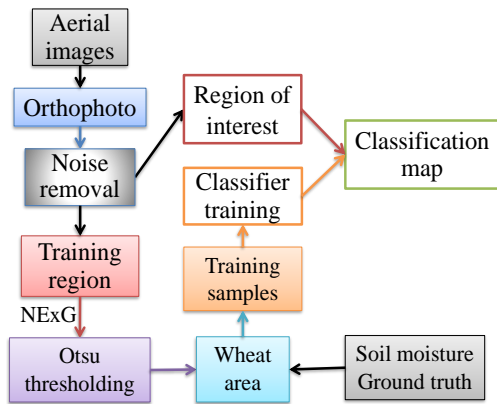 Aerial
images
Orthophoto
Noise
removal
Training
region
NExG
Otsu
thresholding
Wheat
area
Soil moisture
Ground truth
Training
samples
Classifier
training
Region of
interest
Classification
map